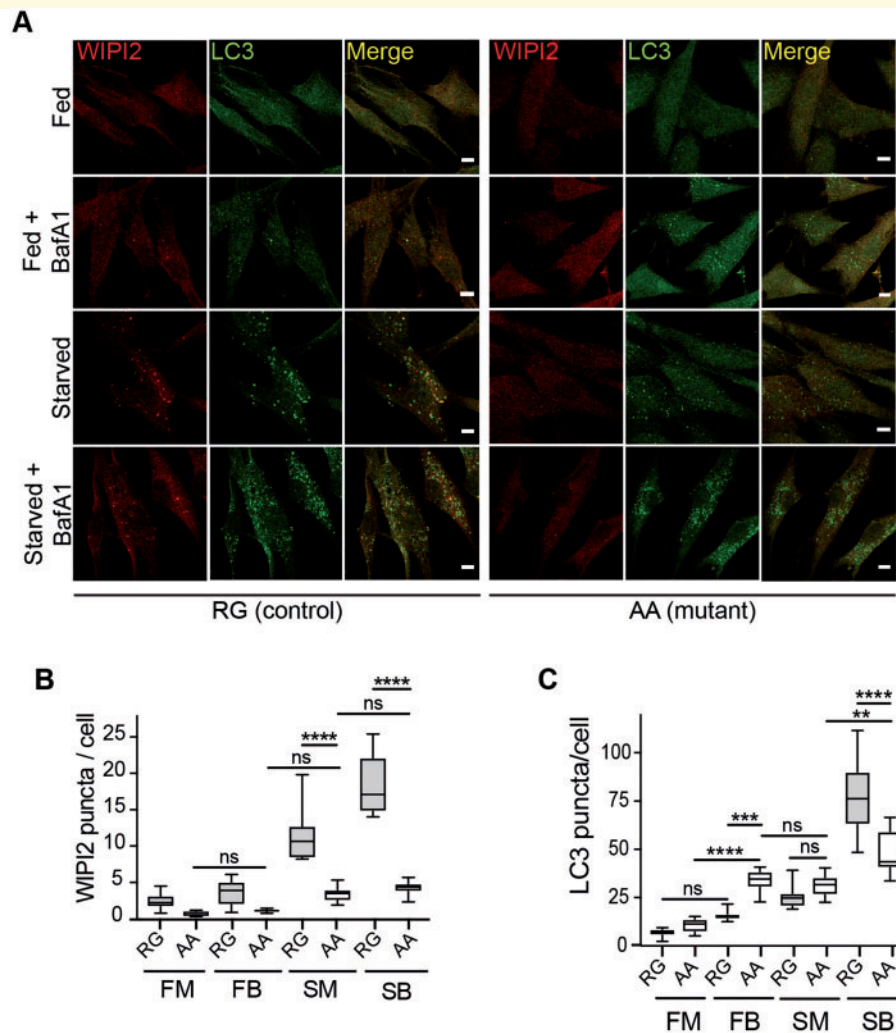 A
WIPI2 LC3 Merge WIPI2 LC3 Merge
Fed
Fed +
BafA1
Starved
Starved +
BafA1
RG (control) AA (mutant)
B
WIPI2 puncta / cell
25
20
15
10
5
0
****
ns
****
ns
ns
RG AA RG AA RG AA RG AA
FM FB SM SB
C
LC3 puncta/cell
100
75
50
25
0
****
**
***
ns
****
ns
ns
RG AA RG AA RG AA RG AA
FM FB SM SB